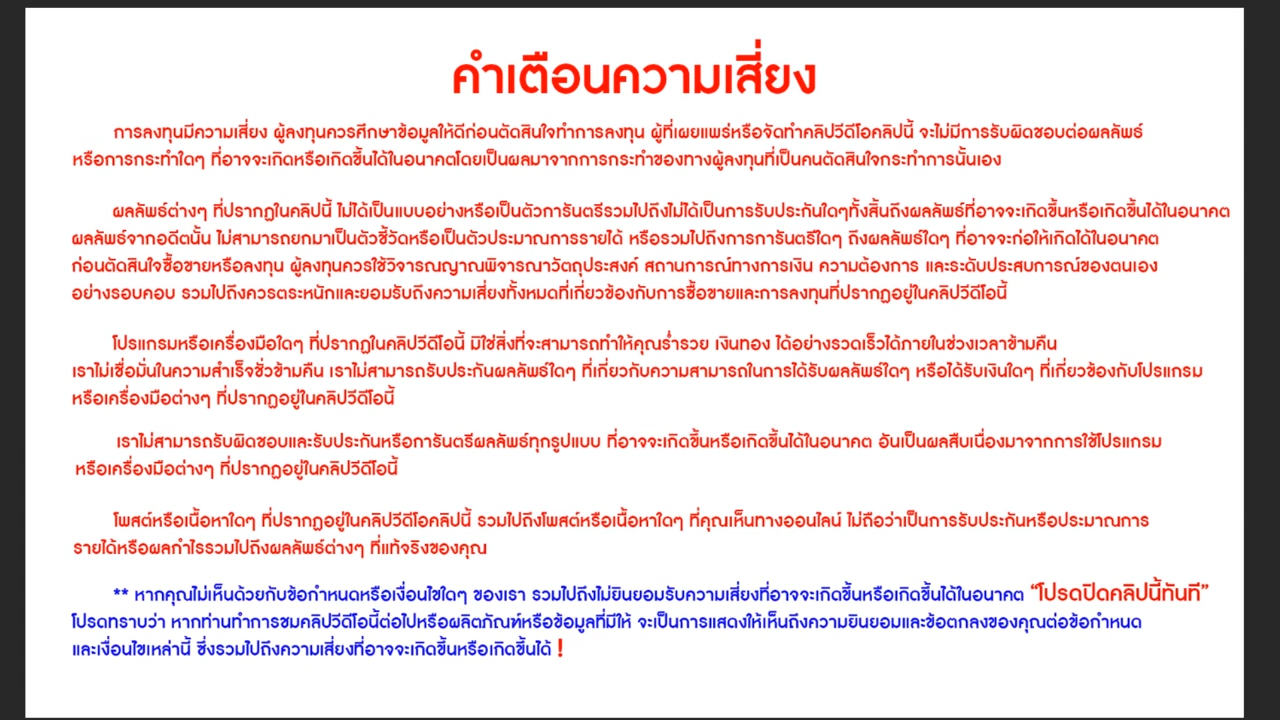 คำเตือนความเสี่ยง
การลงทุนมีความเสี่ยง ผู้ลงทุนควรศึกษาข้อมูลให้ดีก่อนตัดสินใจทำการลงทุน ผู้ที่เผยแพร่หรือจัดทำคลิปวีดีโอคลิปนี้ จะไม่มีการรับผิดชอบต่อผลลัพธ์
หรือการกระทำใดๆ ที่อาจจะเกิดหรือเกิดขึ้นได้ในอนาคตโดยเป็นผลมาจากการกระทำของทางผู้ลงทุนที่เป็นคนตัดสินใจกระทำการนั้นเอง
ผลลัพธ์ต่างๆ ที่ปรากฏในคลิปนี้ ไม่ได้เป็นแบบอย่างหรือเป็นตัวการันตรีรวมไปถึงไม่ได้เป็นการรับประกันใดๆทั้งสิ้นถึงผลลัพธ์ที่อาจจะเกิดขึ้นหรือเกิดขึ้นได้ในอนาคต
ผลลัพธ์จากอดีตนั้น ไม่สามารถยกมาเป็นตัวชี้วัดหรือเป็นตัวประมาณการรายได้ หรือรวมไปถึงการการันตรีใดๆ ถึงผลลัพธ์ใดๆ ที่อาจจะก่อให้เกิดได้ในอนาคต
ก่อนตัดสินใจซื้อขายหรือลงทุน ผู้ลงทุนควรใช้วิจารณญาณพิจารณาวัตถุประสงค์ สถานการณ์ทางการเงิน ความต้องการ และระดับประสบการณ์ของตนเอง
อย่างรอบคอบ รวมไปถึงควรตระหนักและยอมรับถึงความเสี่ยงทั้งหมดที่เกี่ยวข้องกับการซื้อขายและการลงทุนที่ปรากฏอยู่ในคลิปวีดีโอนี้
โปรแกรมหรือเครื่องมือใดๆ ที่ปรากฏในคลิปวีดีโอนี้ มิใช่สิ่งที่จะสามารถทำให้คุณร่ำรวย เงินทอง ได้อย่างรวดเร็วได้ภายในช่วงเวลาข้ามคืน
เราไม่เชื่อมั่นในความสำเร็จชั่วข้ามคืน เราไม่สามารถรับประกันผลลัพธ์ใดๆ ที่เกี่ยวกับความสามารถในการได้รับผลลัพธ์ใดๆ หรือได้รับเงินใดๆ ที่เกี่ยวข้องกับโปรแกรม
หรือเครื่องมือต่างๆ ที่ปรากฏอยู่ในคลิปวีดีโอนี้
เราไม่สามารถรับผิดชอบและรับประกันหรือการันตรีผลลัพธ์ทุกรูปแบบ ที่อาจจะเกิดขึ้นหรือเกิดขึ้นได้ในอนาคต อันเป็นผลสืบเนื่องมาจากการใช้โปรแกรม
หรือเครื่องมือต่างๆ ที่ปรากฏอยู่ในคลิปวีดีโอนี้
โพสต์หรือเนื้อหาใดๆ ที่ปรากฏอยู่ในคลิปวีดีโอคลิปนี้ รวมไปถึงโพสต์หรือเนื้อหาใดๆ ที่คุณเห็นทางออนไลน์ ไม่ถือว่าเป็นการรับประกันหรือประมาณการ
รายได้หรือผลกำไรรวมไปถึงผลลัพธ์ต่างๆ ที่แท้จริงของคุณ
** หากคุณไม่เห็นด้วยกับข้อกำหนดหรือเงื่อนไขใดๆ ของเรา รวมไปถึงไม่ยินยอมรับความเสี่ยงที่อาจจะเกิดขึ้นหรือเกิดขึ้นได้ในอนาคต “โปรดปิดคลิปนี้ทันที”
โปรดทราบว่า หากท่านทำการชมคลิปวีดีโอนี้ต่อไปหรือผลิตภัณฑ์หรือข้อมูลที่มีให้ จะเป็นการแสดงให้เห็นถึงความยินยอมและข้อตกลงของคุณต่อข้อกำหนด
และเงื่อนไขเหล่านี้ ซึ่งรวมไปถึงความเสี่ยงที่อาจจะเกิดขึ้นหรือเกิดขึ้นได้ !